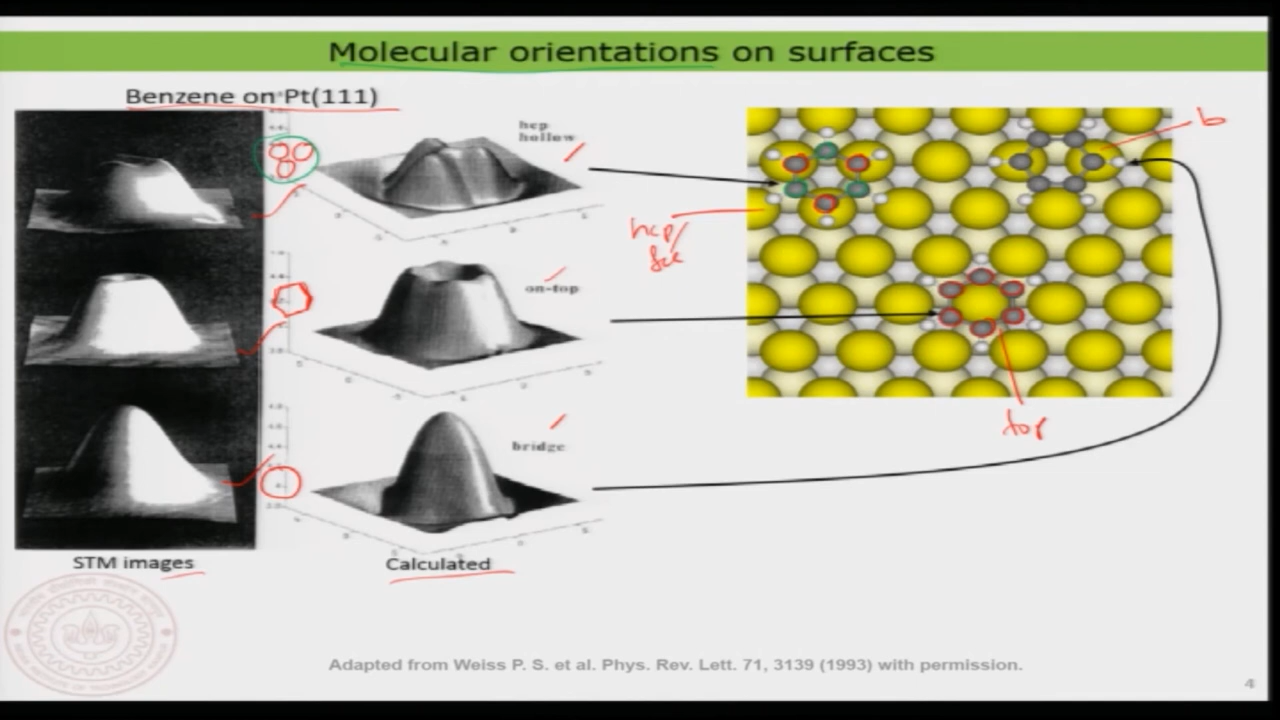 Molecular orientations on surfaces
Benzene on Pt(111)
hcp
hollow
on-top
bridge
b
hcp/
fcc
top
STM images
Calculated
Adapted from Weiss P. S. et al. Phys. Rev. Lett. 71, 3139 (1993) with permission.
4